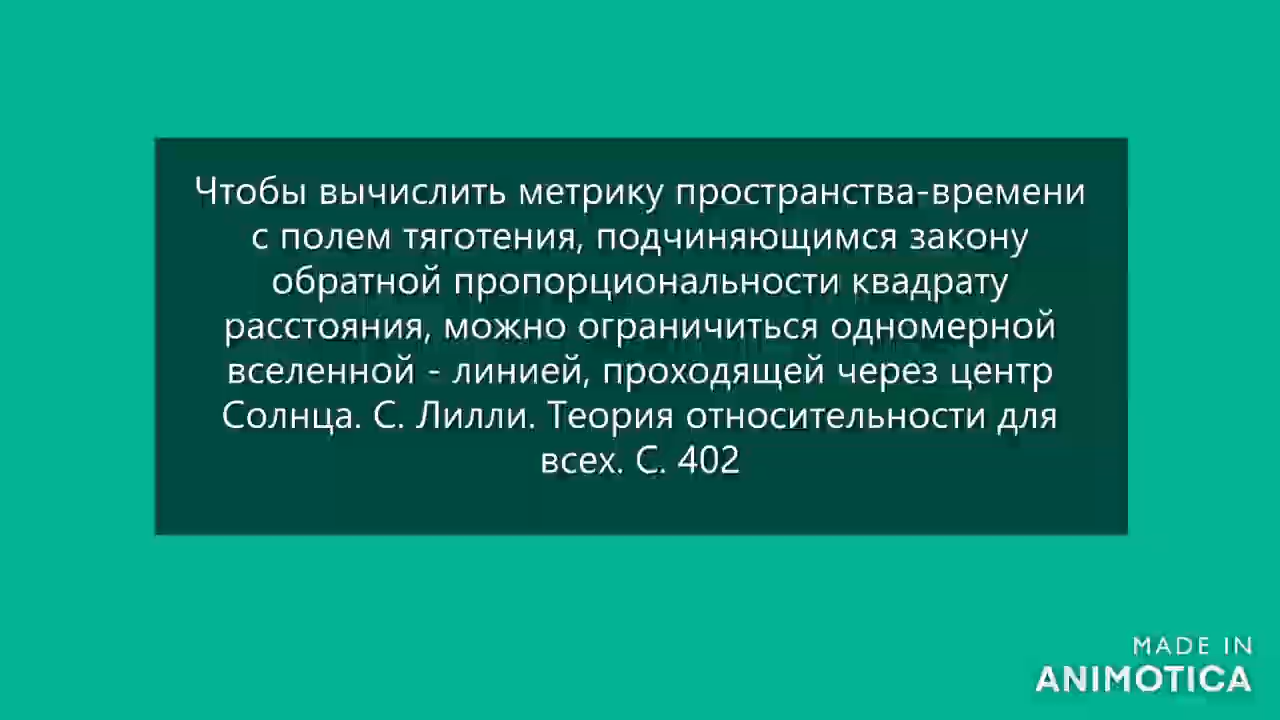 Чтобы вычислить метрику пространства-времени
с полем тяготения, подчиняющимся закону
обратной пропорциональности квадрату
расстояния, можно ограничиться одномерной
вселенной - линией, проходящей через центр
Солнца. С. Лилли. Теория относительности для
всех. С. 402
MADE IN
ANIMOTICA